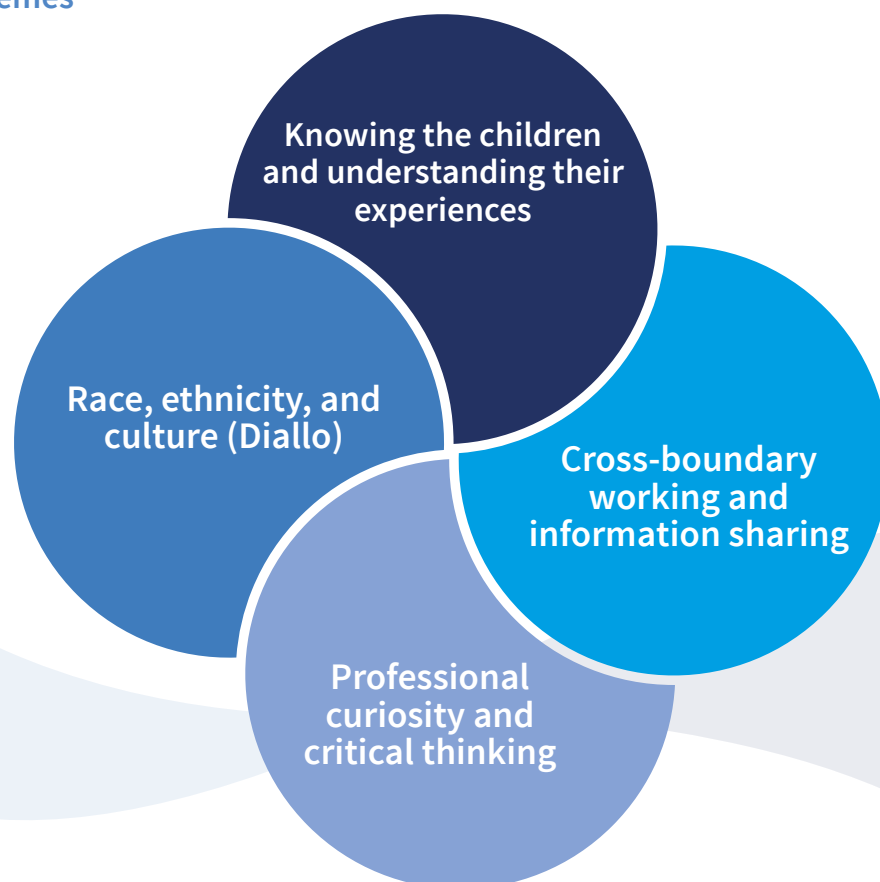 Knowing the children
and understanding their
experiences
Race, ethnicity, and
culture (Diallo)
Cross-boundary
working and
information sharing
Professional
curiosity and
critical thinking